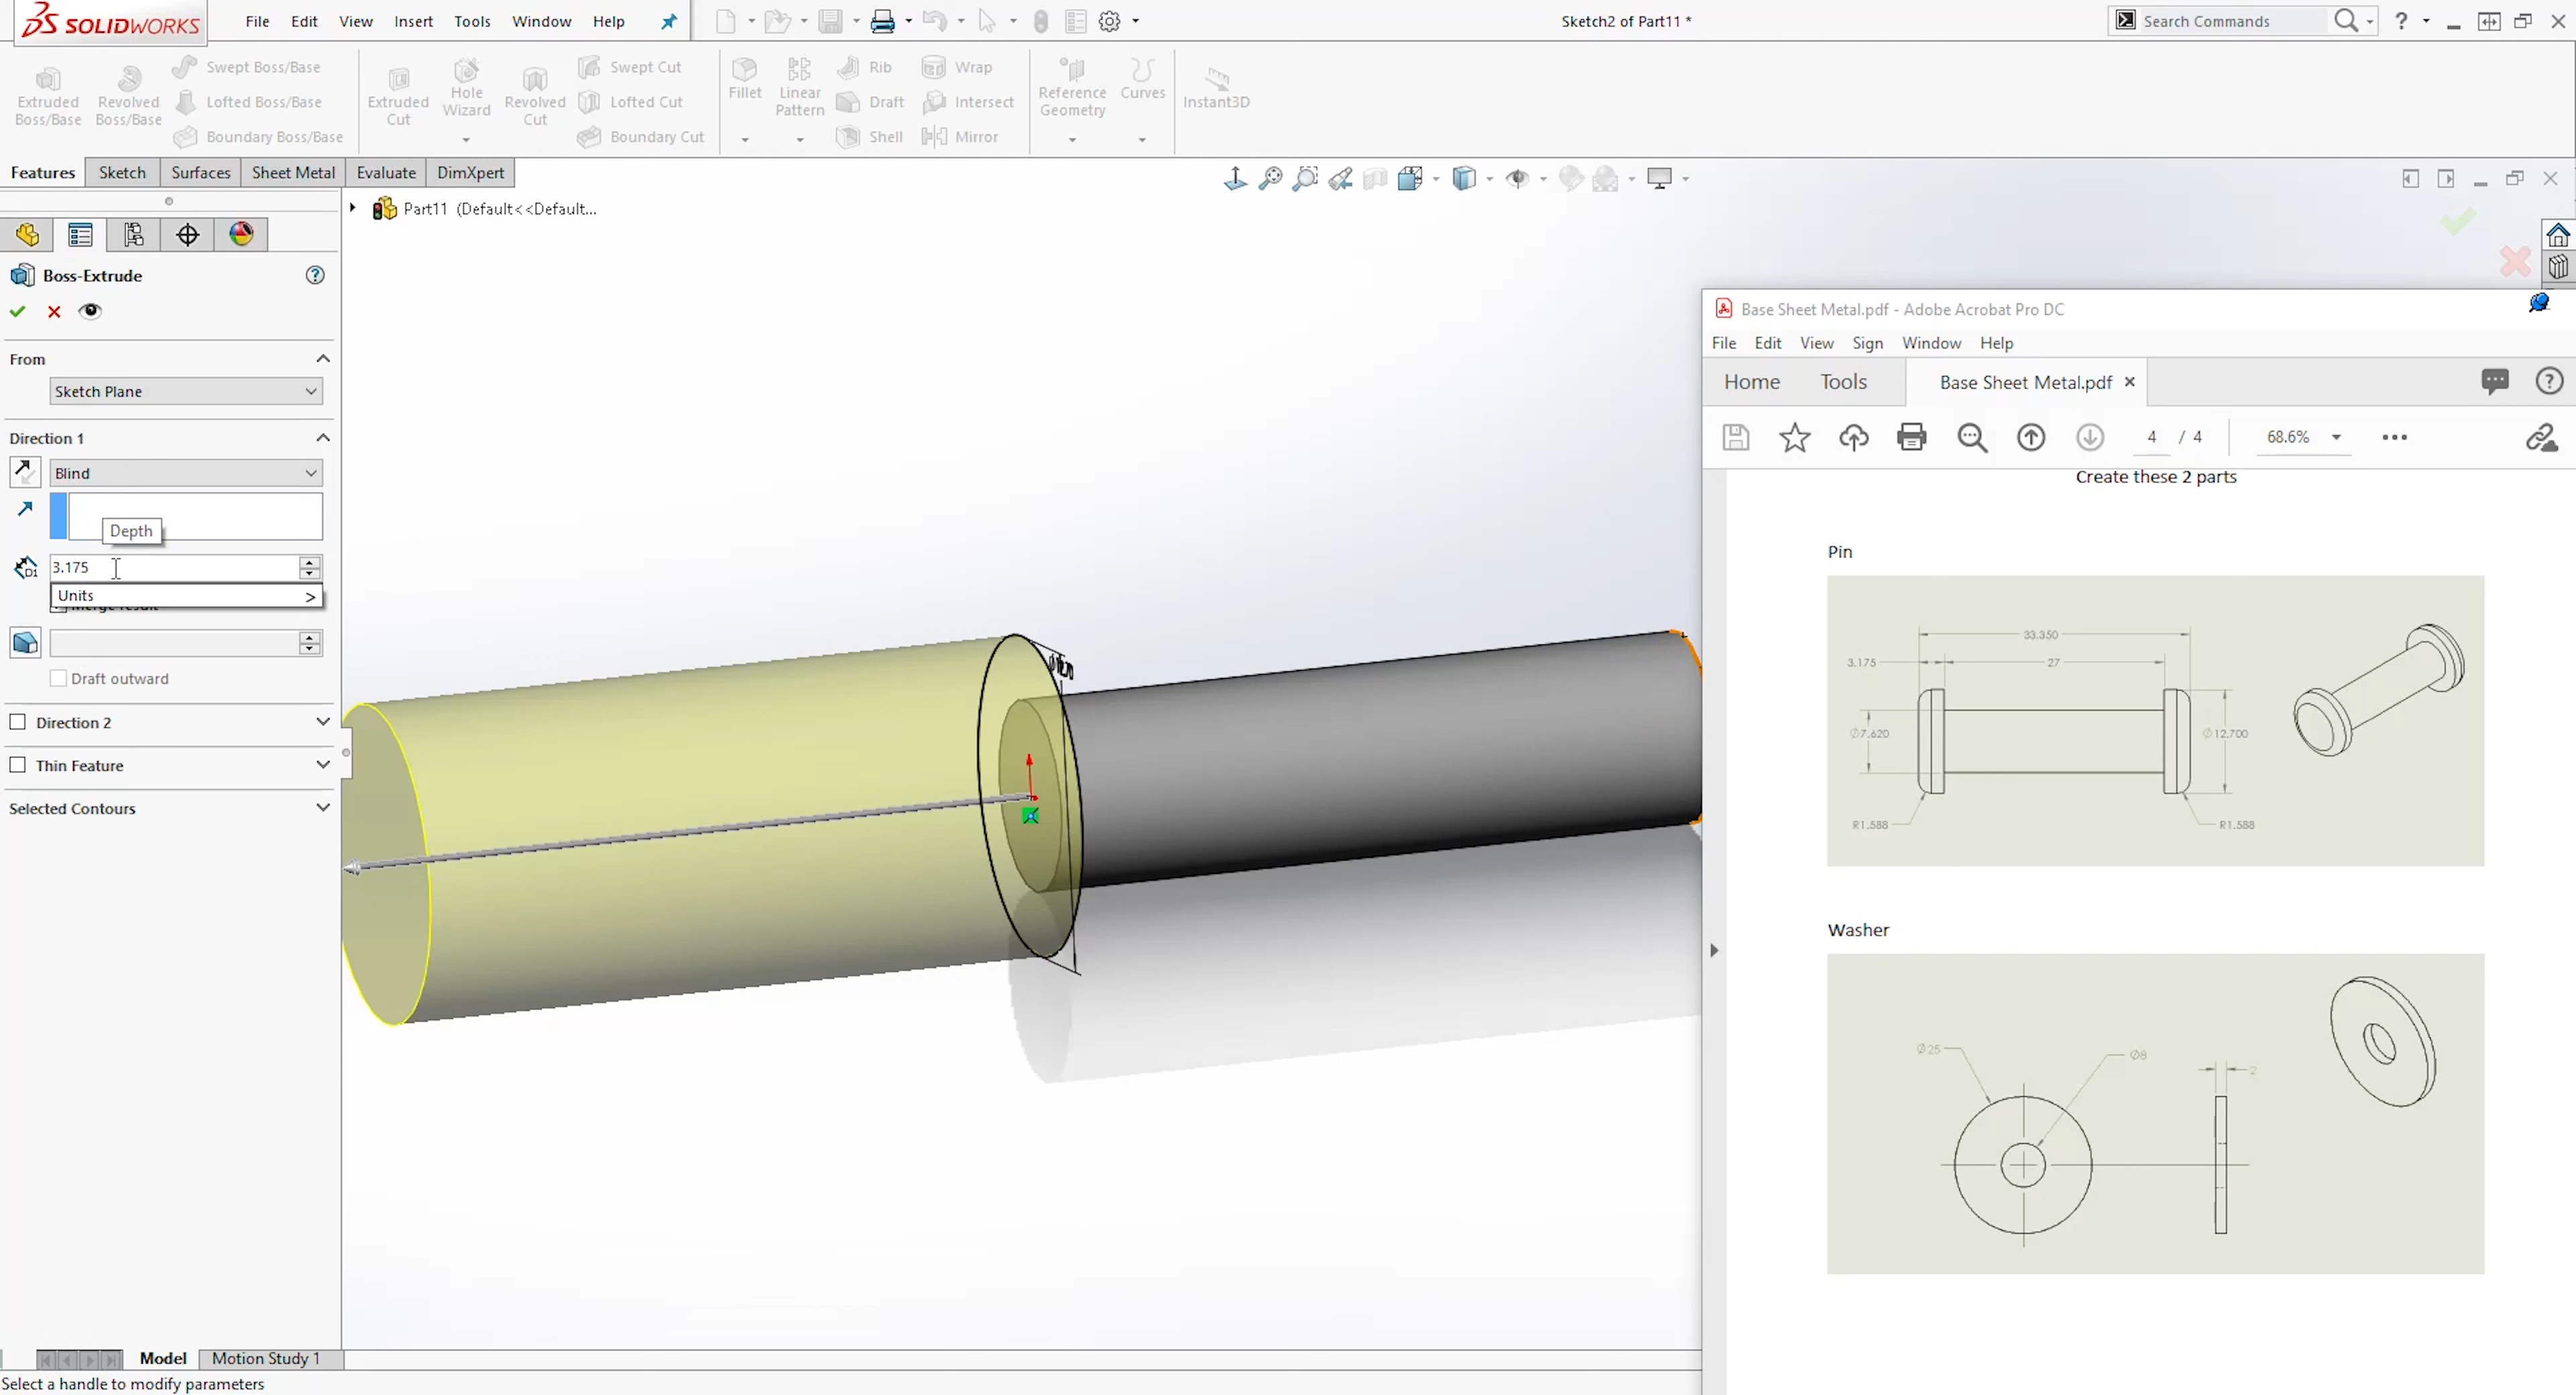 SOLIDWORKS File Edit View Insert Tools Window Help
Sketch2 of Part11 *
Search Commands
Extruded Boss/Base
Revolved Boss/Base
Swept Boss/Base
Lofted Boss/Base
Boundary Boss/Base
Extruded Cut
Hole Wizard
Revolved Cut
Swept Cut
Lofted Cut
Boundary Cut
Fillet
Linear Pattern
Rib
Draft
Shell
Wrap
Intersect
Mirror
Reference Geometry
Curves
Instant3D
Features Sketch Surfaces Sheet Metal Evaluate DimXpert
Part11 (Default<<Default...
Boss-Extrude
From
Sketch Plane
Direction 1
Blind
Depth
D1
3.175
Units >
Merge result
Draft outward
Direction 2
Thin Feature
Selected Contours
Base Sheet Metal.pdf - Adobe Acrobat Pro DC
File Edit View Sign Window Help
Home Tools Base Sheet Metal.pdf ×
4 / 4 68.6%
Create these 2 parts
Pin
33.350
3.175 27
∅7.620 ∅12.700
R1.588 R1.588
Washer
∅25 ∅8 2
Model Motion Study 1
Select a handle to modify parameters